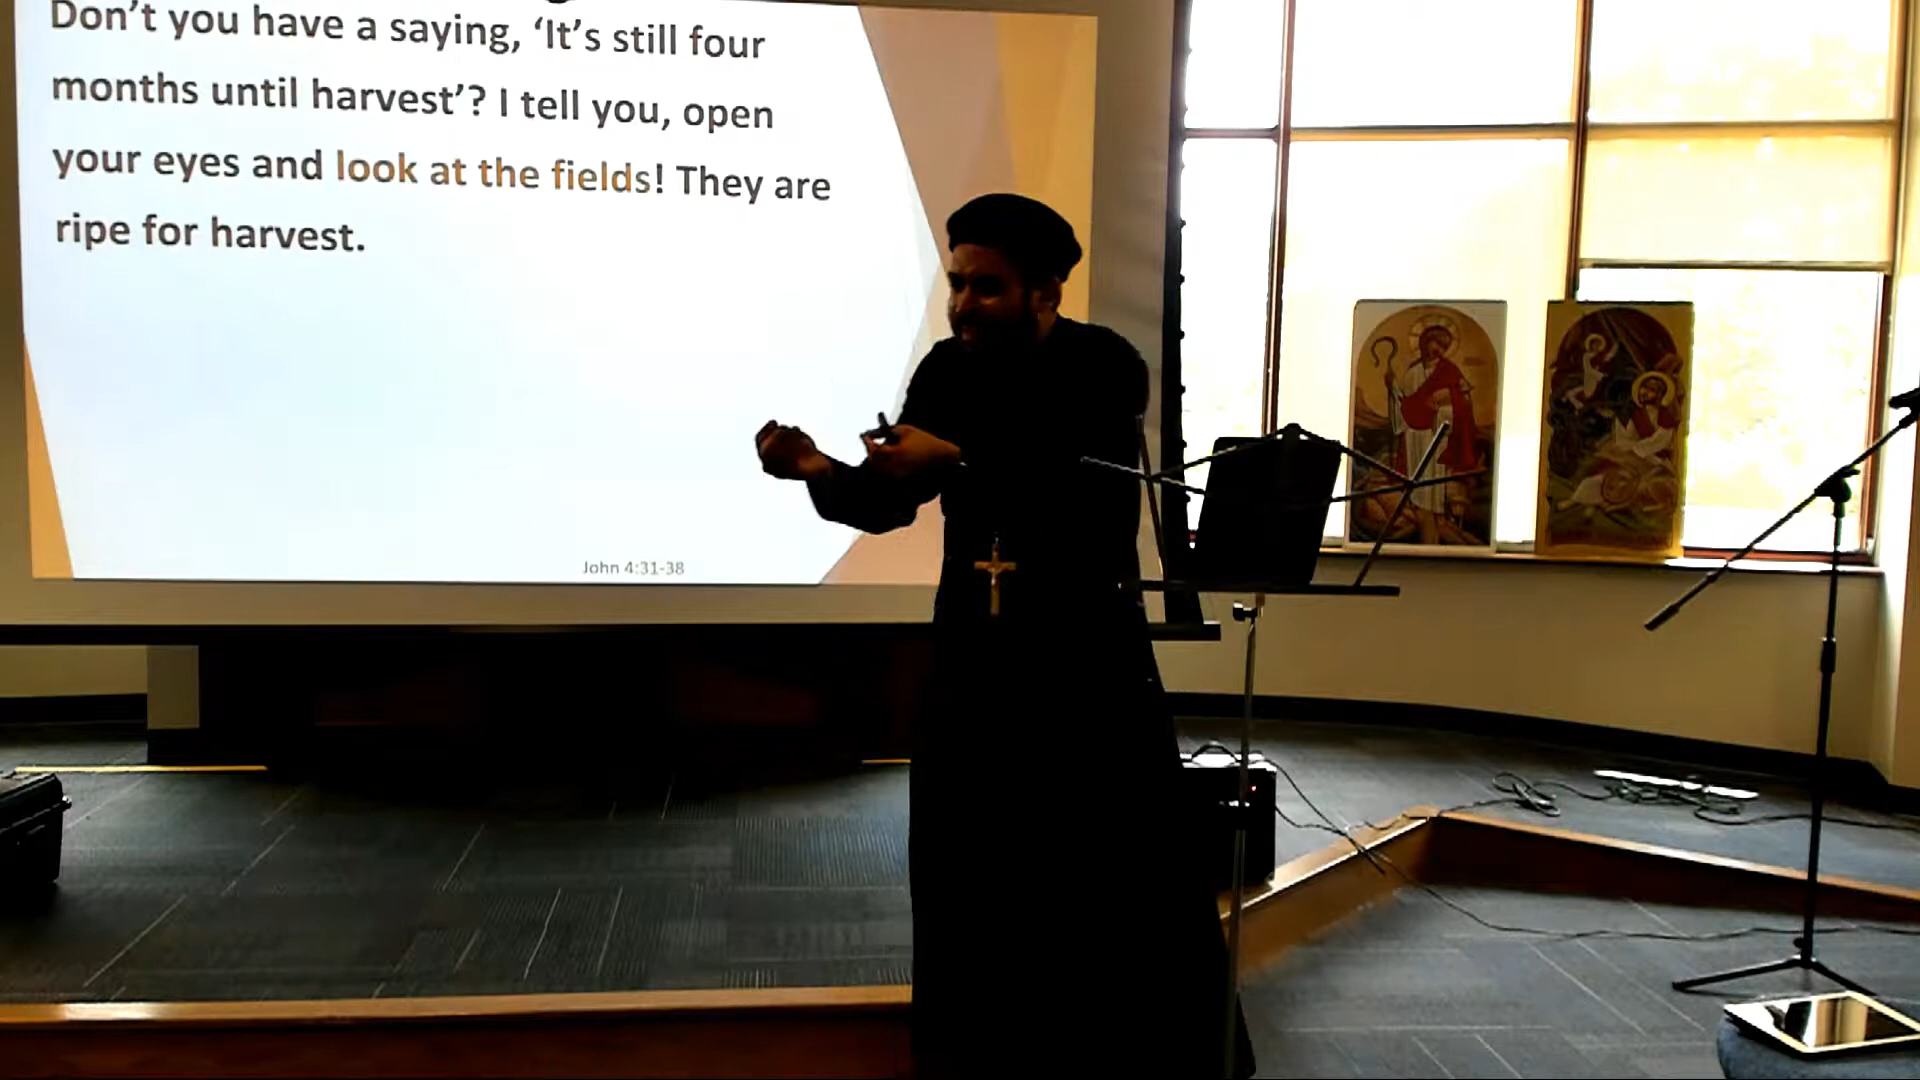 Don't you have a saying, ‘It's still four
months until harvest’? I tell you, open
your eyes and look at the fields! They are
ripe for harvest.
John 4:31-38